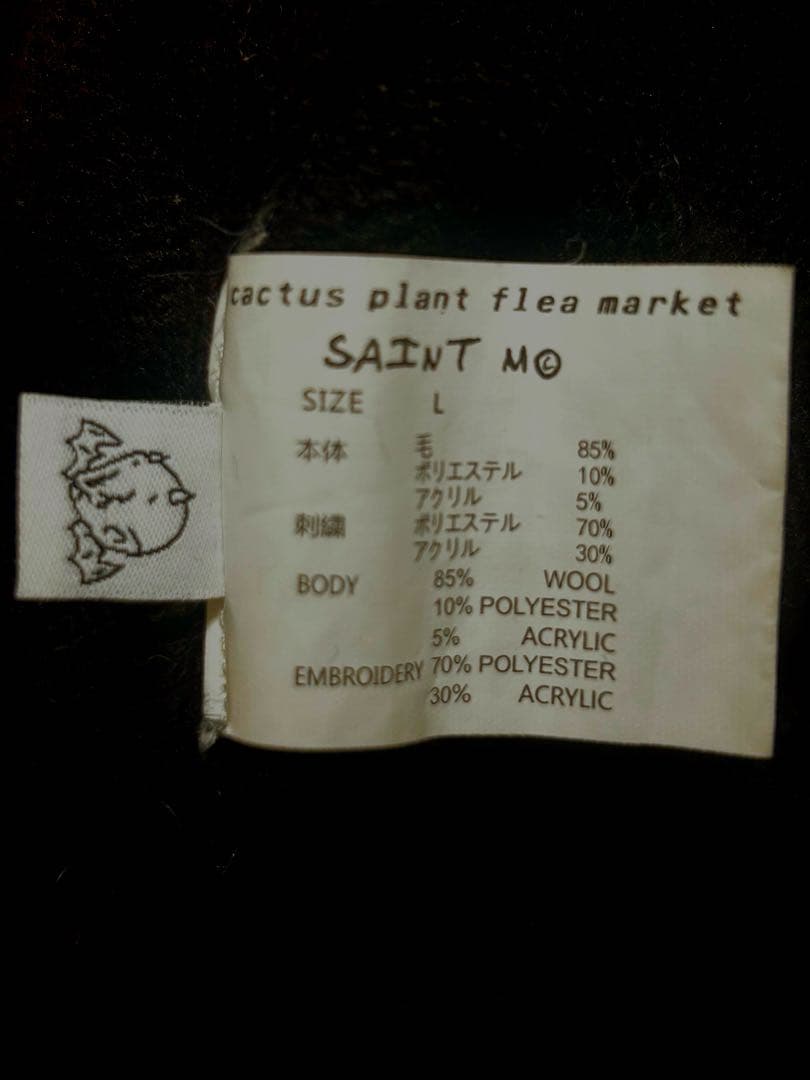 cactus plant flea market
SAINT M©
SIZE L
本体 毛 85%
ポリエステル 10%
アクリル 5%
刺繍 ポリエステル 70%
アクリル 30%
BODY 85% WOOL
10% POLYESTER
5% ACRYLIC
EMBROIDERY 70% POLYESTER
30% ACRYLIC